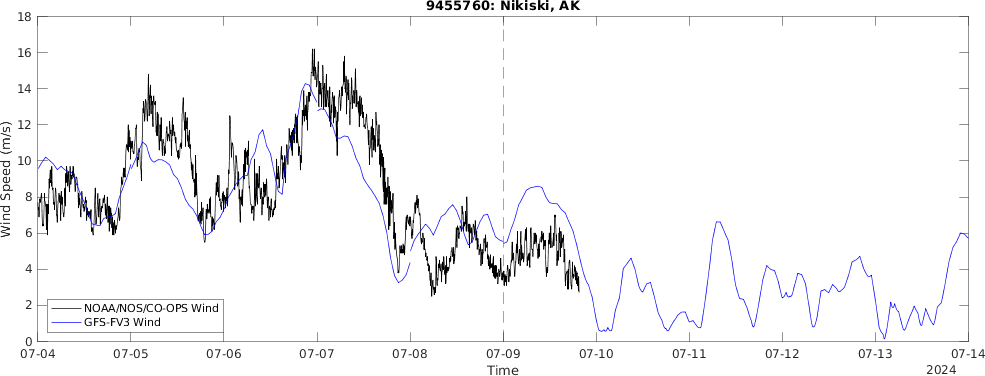 9455760: Nikiski, AK
Wind Speed (m/s)
18
16
14
12
10
8
6
4
2
0
NOAA/NOS/CO-OPS Wind
GFS-FV3 Wind
07-04 07-05 07-06 07-07 07-08 07-09 07-10 07-11 07-12 07-13 07-14
Time
2024